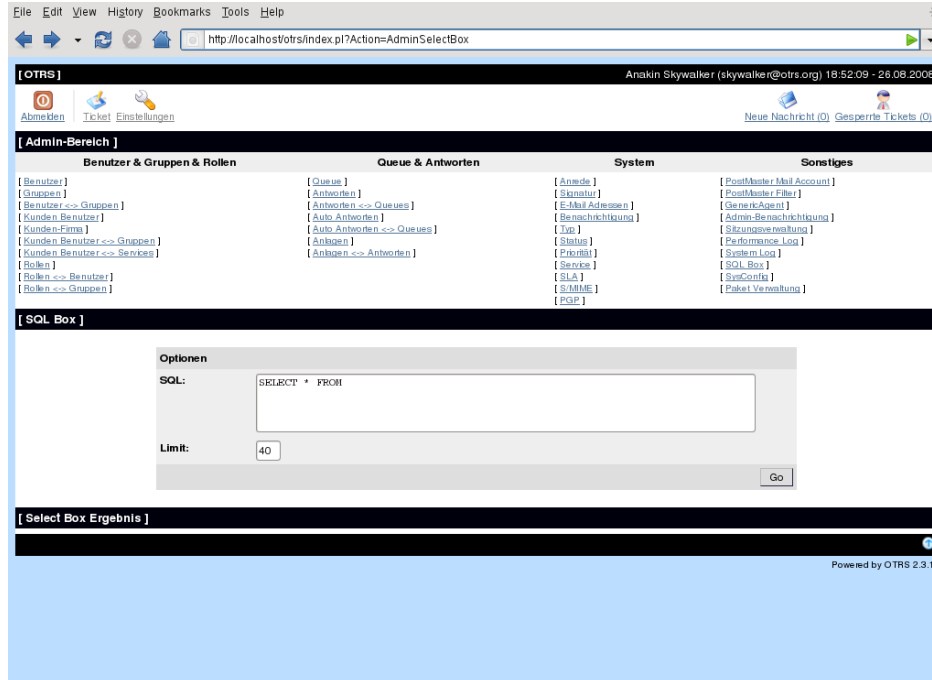 File Edit View History Bookmarks Tools Help
http://localhost/otrs/index.pl?Action=AdminSelectBox
[ OTRS ]
Anakin Skywalker (skywalker@otrs.org) 18:52:09 - 26.08.2008
Abmelden Ticket Einstellungen
Neue Nachricht (0) Gesperrte Tickets (0)
[ Admin-Bereich ]
Benutzer & Gruppen & Rollen Queue & Antworten System Sonstiges
[ Benutzer ] [ Queue ] [ Anrede ] [ PostMaster Mail Account ]
[ Gruppen ] [ Antworten ] [ Signatur ] [ PostMaster Filter ]
[ Benutzer <-> Gruppen ] [ Antworten <-> Queues ] [ E-Mail Adressen ] [ GenericAgent ]
[ Kunden Benutzer ] [ Auto Antworten ] [ Benachrichtigung ] [ Admin-Benachrichtigung ]
[ Kunden-Firma ] [ Auto Antworten <-> Queues ] [ Typ ] [ Sitzungsverwaltung ]
[ Kunden Benutzer <-> Gruppen ] [ Anlagen ] [ Status ] [ Performance Log ]
[ Kunden Benutzer <-> Services ] [ Anlagen <-> Antworten ] [ Priorität ] [ System Log ]
[ Rollen ] [ Service ] [ SQL Box ]
[ Rollen <-> Benutzer ] [ SLA ] [ SysConfig ]
[ Rollen <-> Gruppen ] [ S/MIME ] [ Paket Verwaltung ]
[ PGP ]
[ SQL Box ]
Optionen
SQL: SELECT * FROM
Limit: 40
Go
[ Select Box Ergebnis ]
Powered by OTRS 2.3.1